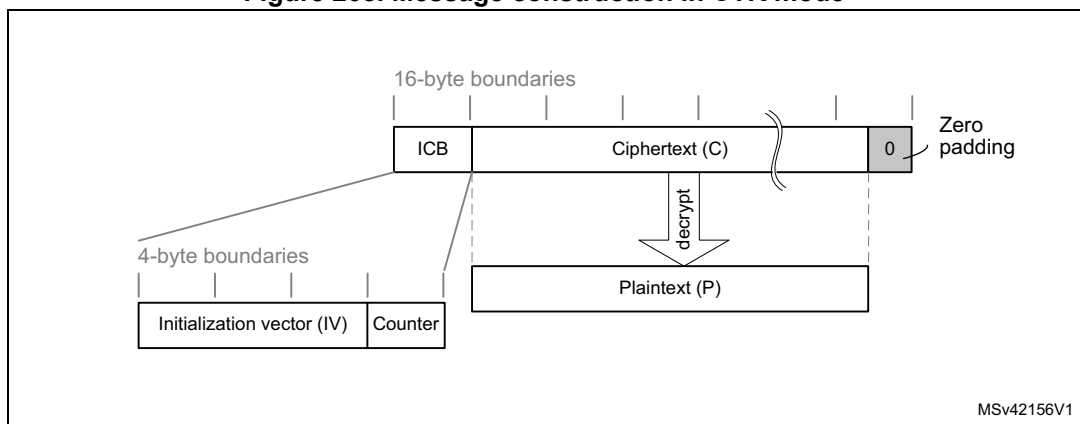 Figure Message construction in CTR mode
16-byte boundaries
ICB
Ciphertext (C)
0
Zero
padding
decrypt
4-byte boundaries
Plaintext (P)
Initialization vector (IV)
Counter
MSv42156V1